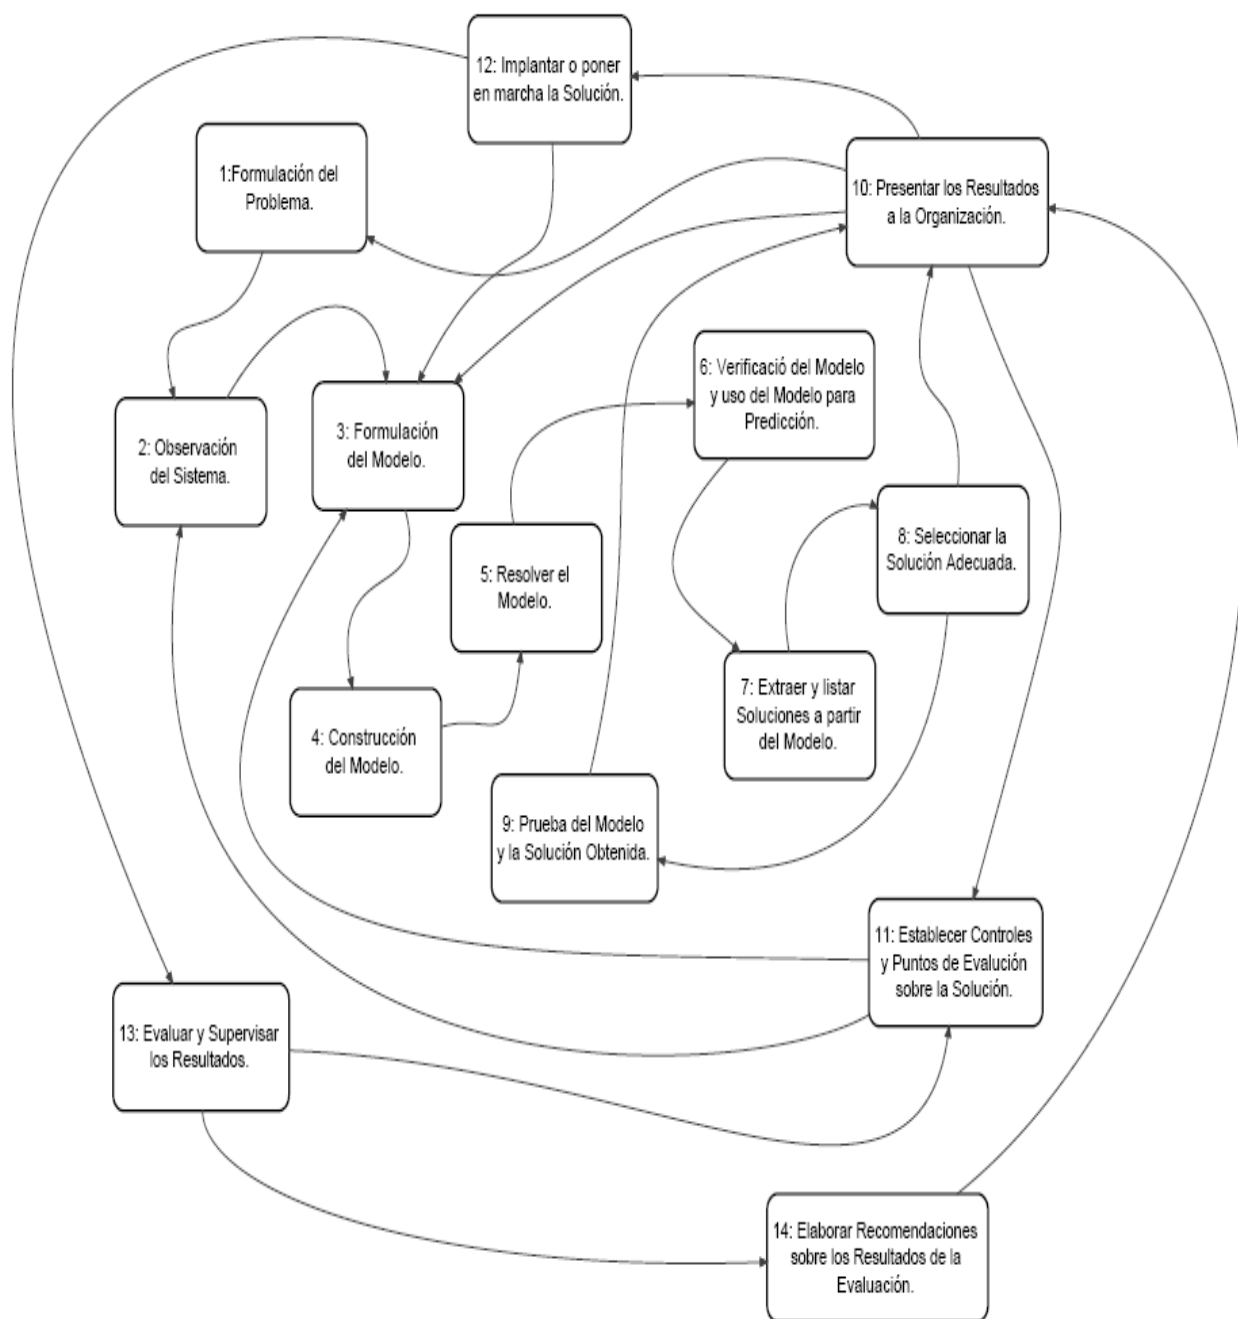 12: Implantar o poner
en marcha la Solución.
1:Formulación del
Problema.
10: Presentar los Resultados
a la Organización.
6: Verificació del Modelo
y uso del Modelo para
Predicción.
2: Observación
del Sistema.
3: Formulación
del Modelo.
5: Resolver el
Modelo.
8: Seleccionar la
Solución Adecuada.
7: Extraer y listar
Soluciones a partir
del Modelo.
4: Construcción
del Modelo.
9: Prueba del Modelo
y la Solución Obtenida.
11: Establecer Controles
y Puntos de Evalución
sobre la Solución.
13: Evaluar y Supervisar
los Resultados.
14: Elaborar Recomendaciones
sobre los Resultados de la
Evaluación.